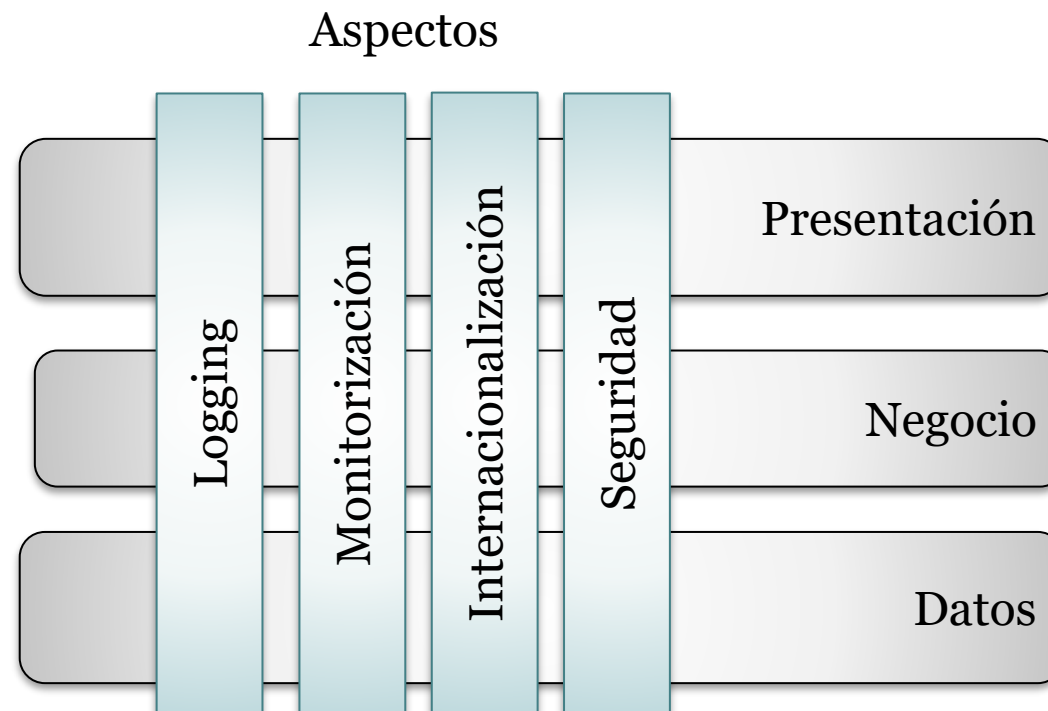 Aspectos
Logging
Monitorización
Internacionalización
Seguridad
Presentación
Negocio
Datos